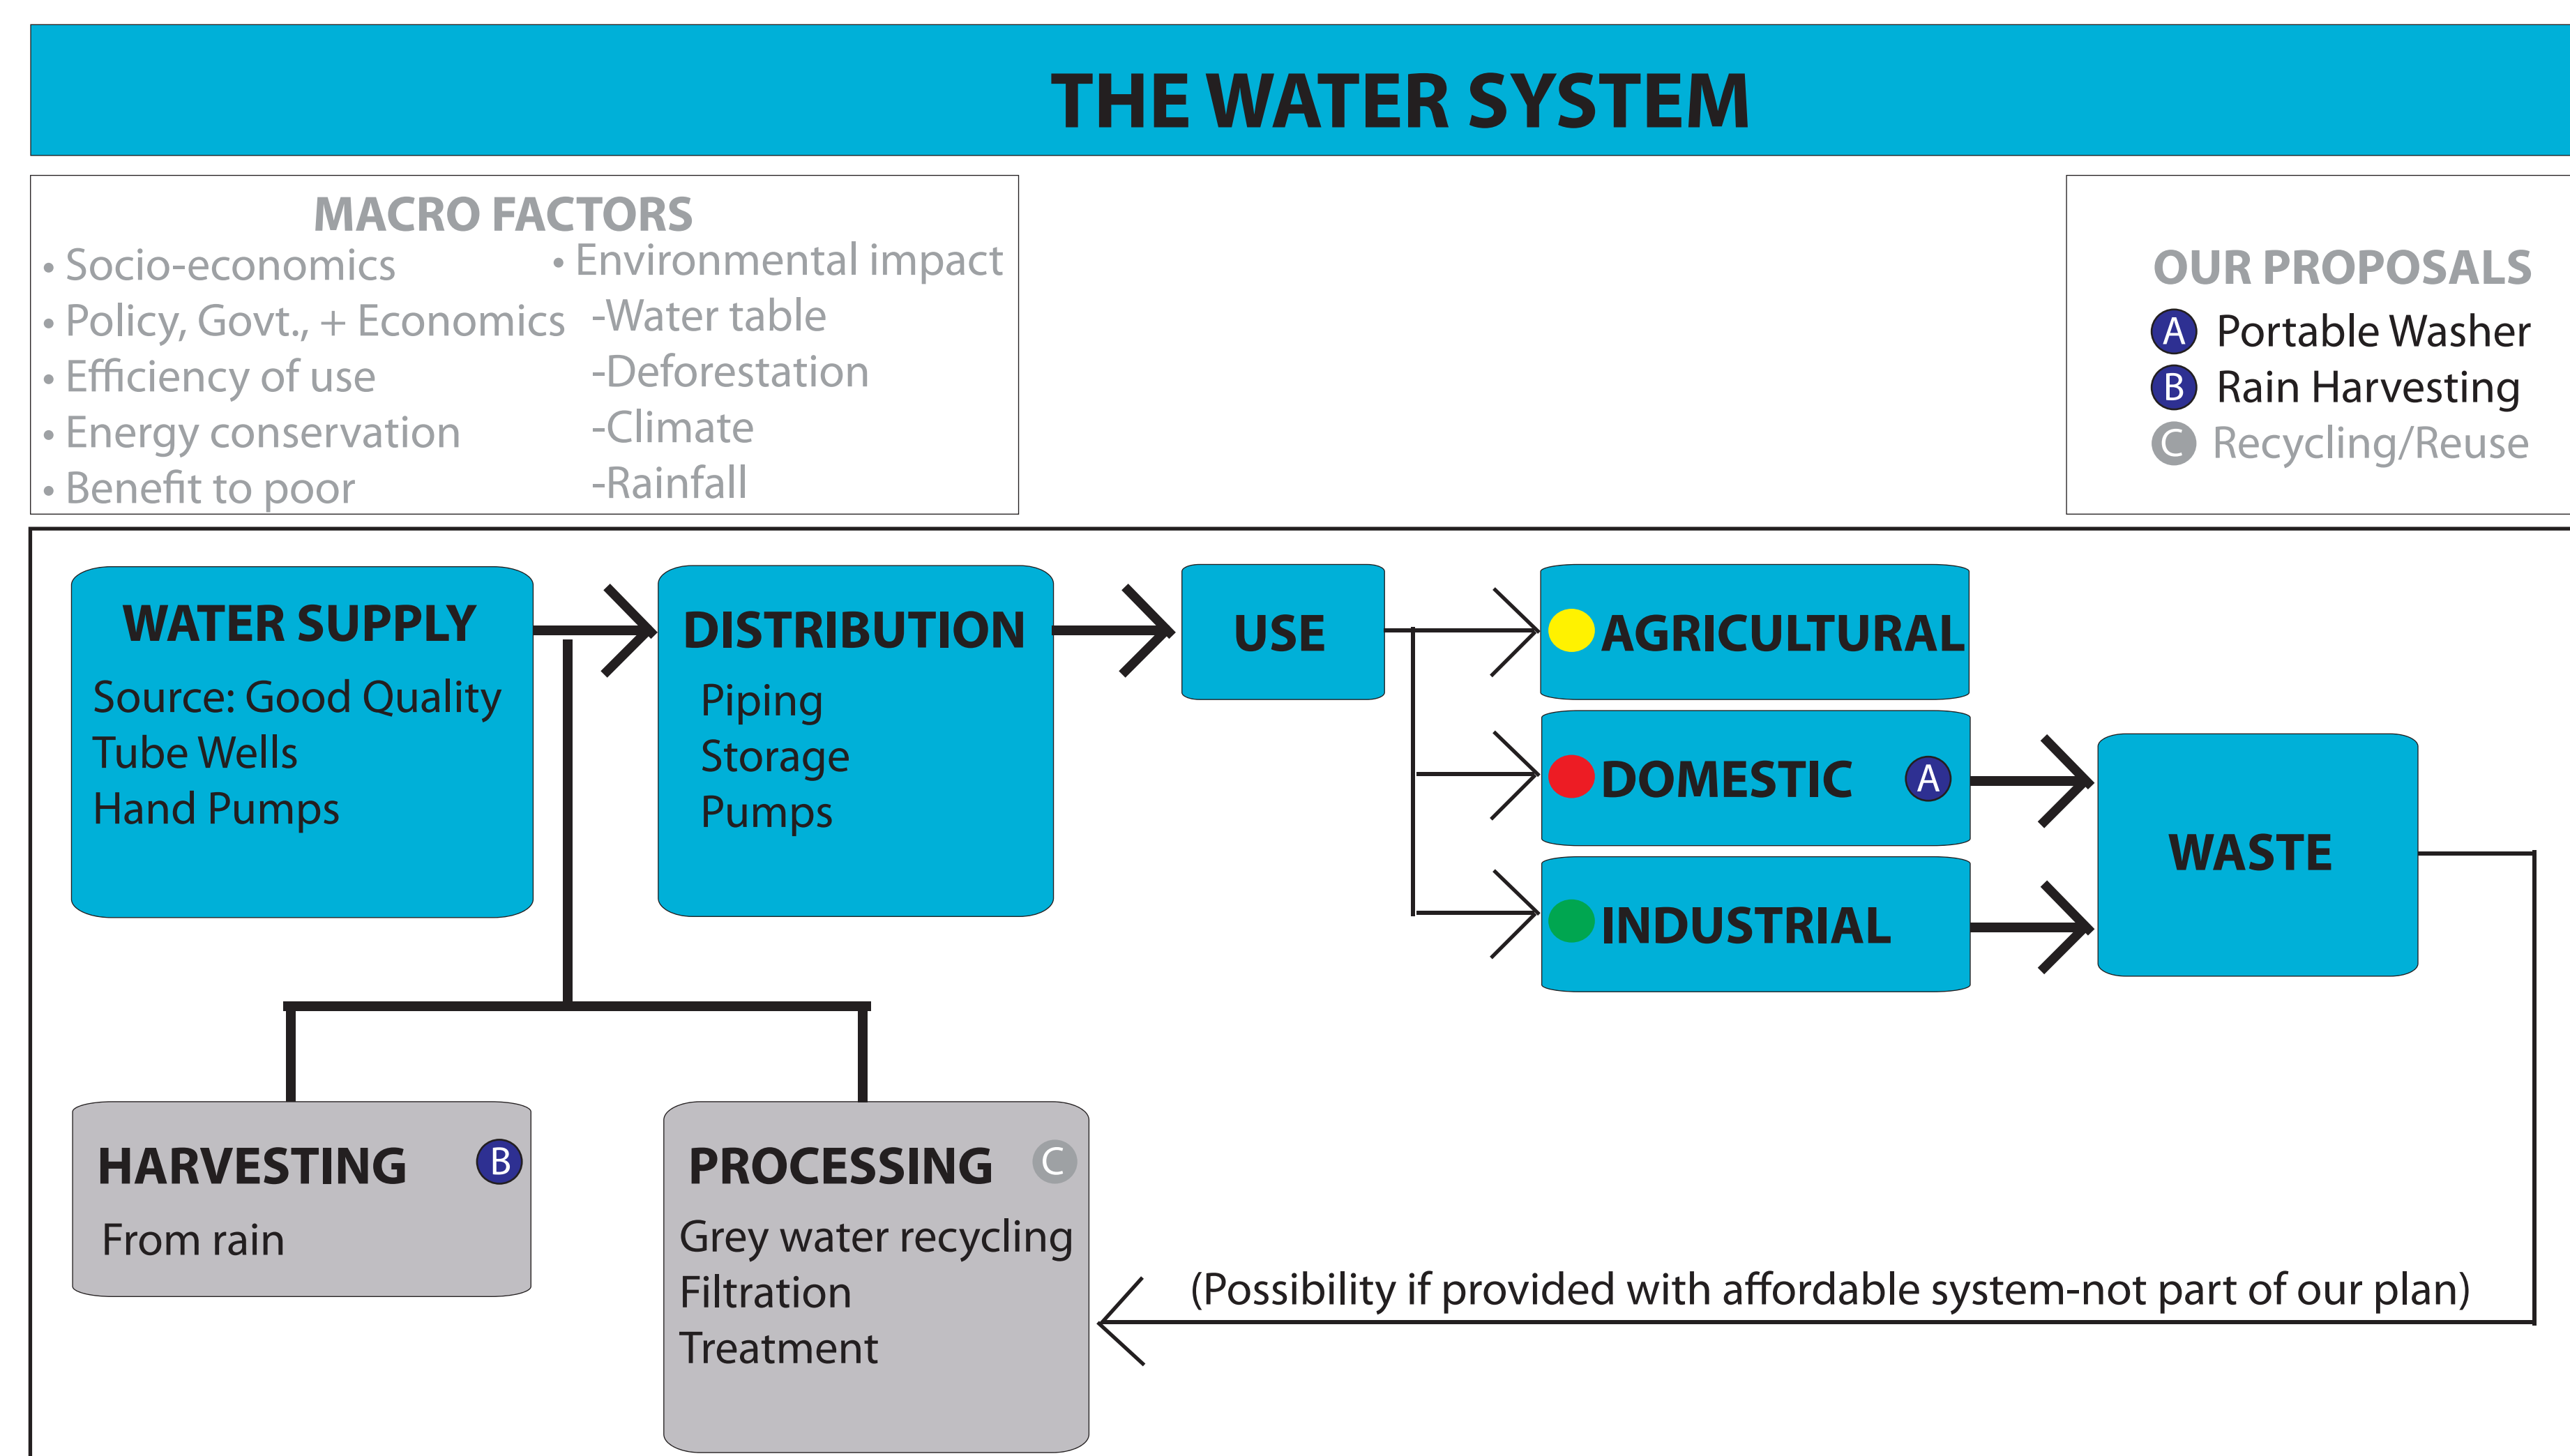 THE WATER SYSTEM
MACRO FACTORS
• Socio-economics
• Policy, Govt., + Economics
• Efficiency of use
• Energy conservation
• Benefit to poor
• Environmental impact
-Water table
-Deforestation
-Climate
-Rainfall
OUR PROPOSALS
A Portable Washer
B Rain Harvesting
C Recycling/Reuse
WATER SUPPLY
Source: Good Quality
Tube Wells
Hand Pumps
DISTRIBUTION
Piping
Storage
Pumps
USE
AGRICULTURAL
DOMESTIC A
INDUSTRIAL
WASTE
HARVESTING B
From rain
PROCESSING C
Grey water recycling
Filtration
Treatment
(Possibility if provided with affordable system-not part of our plan)